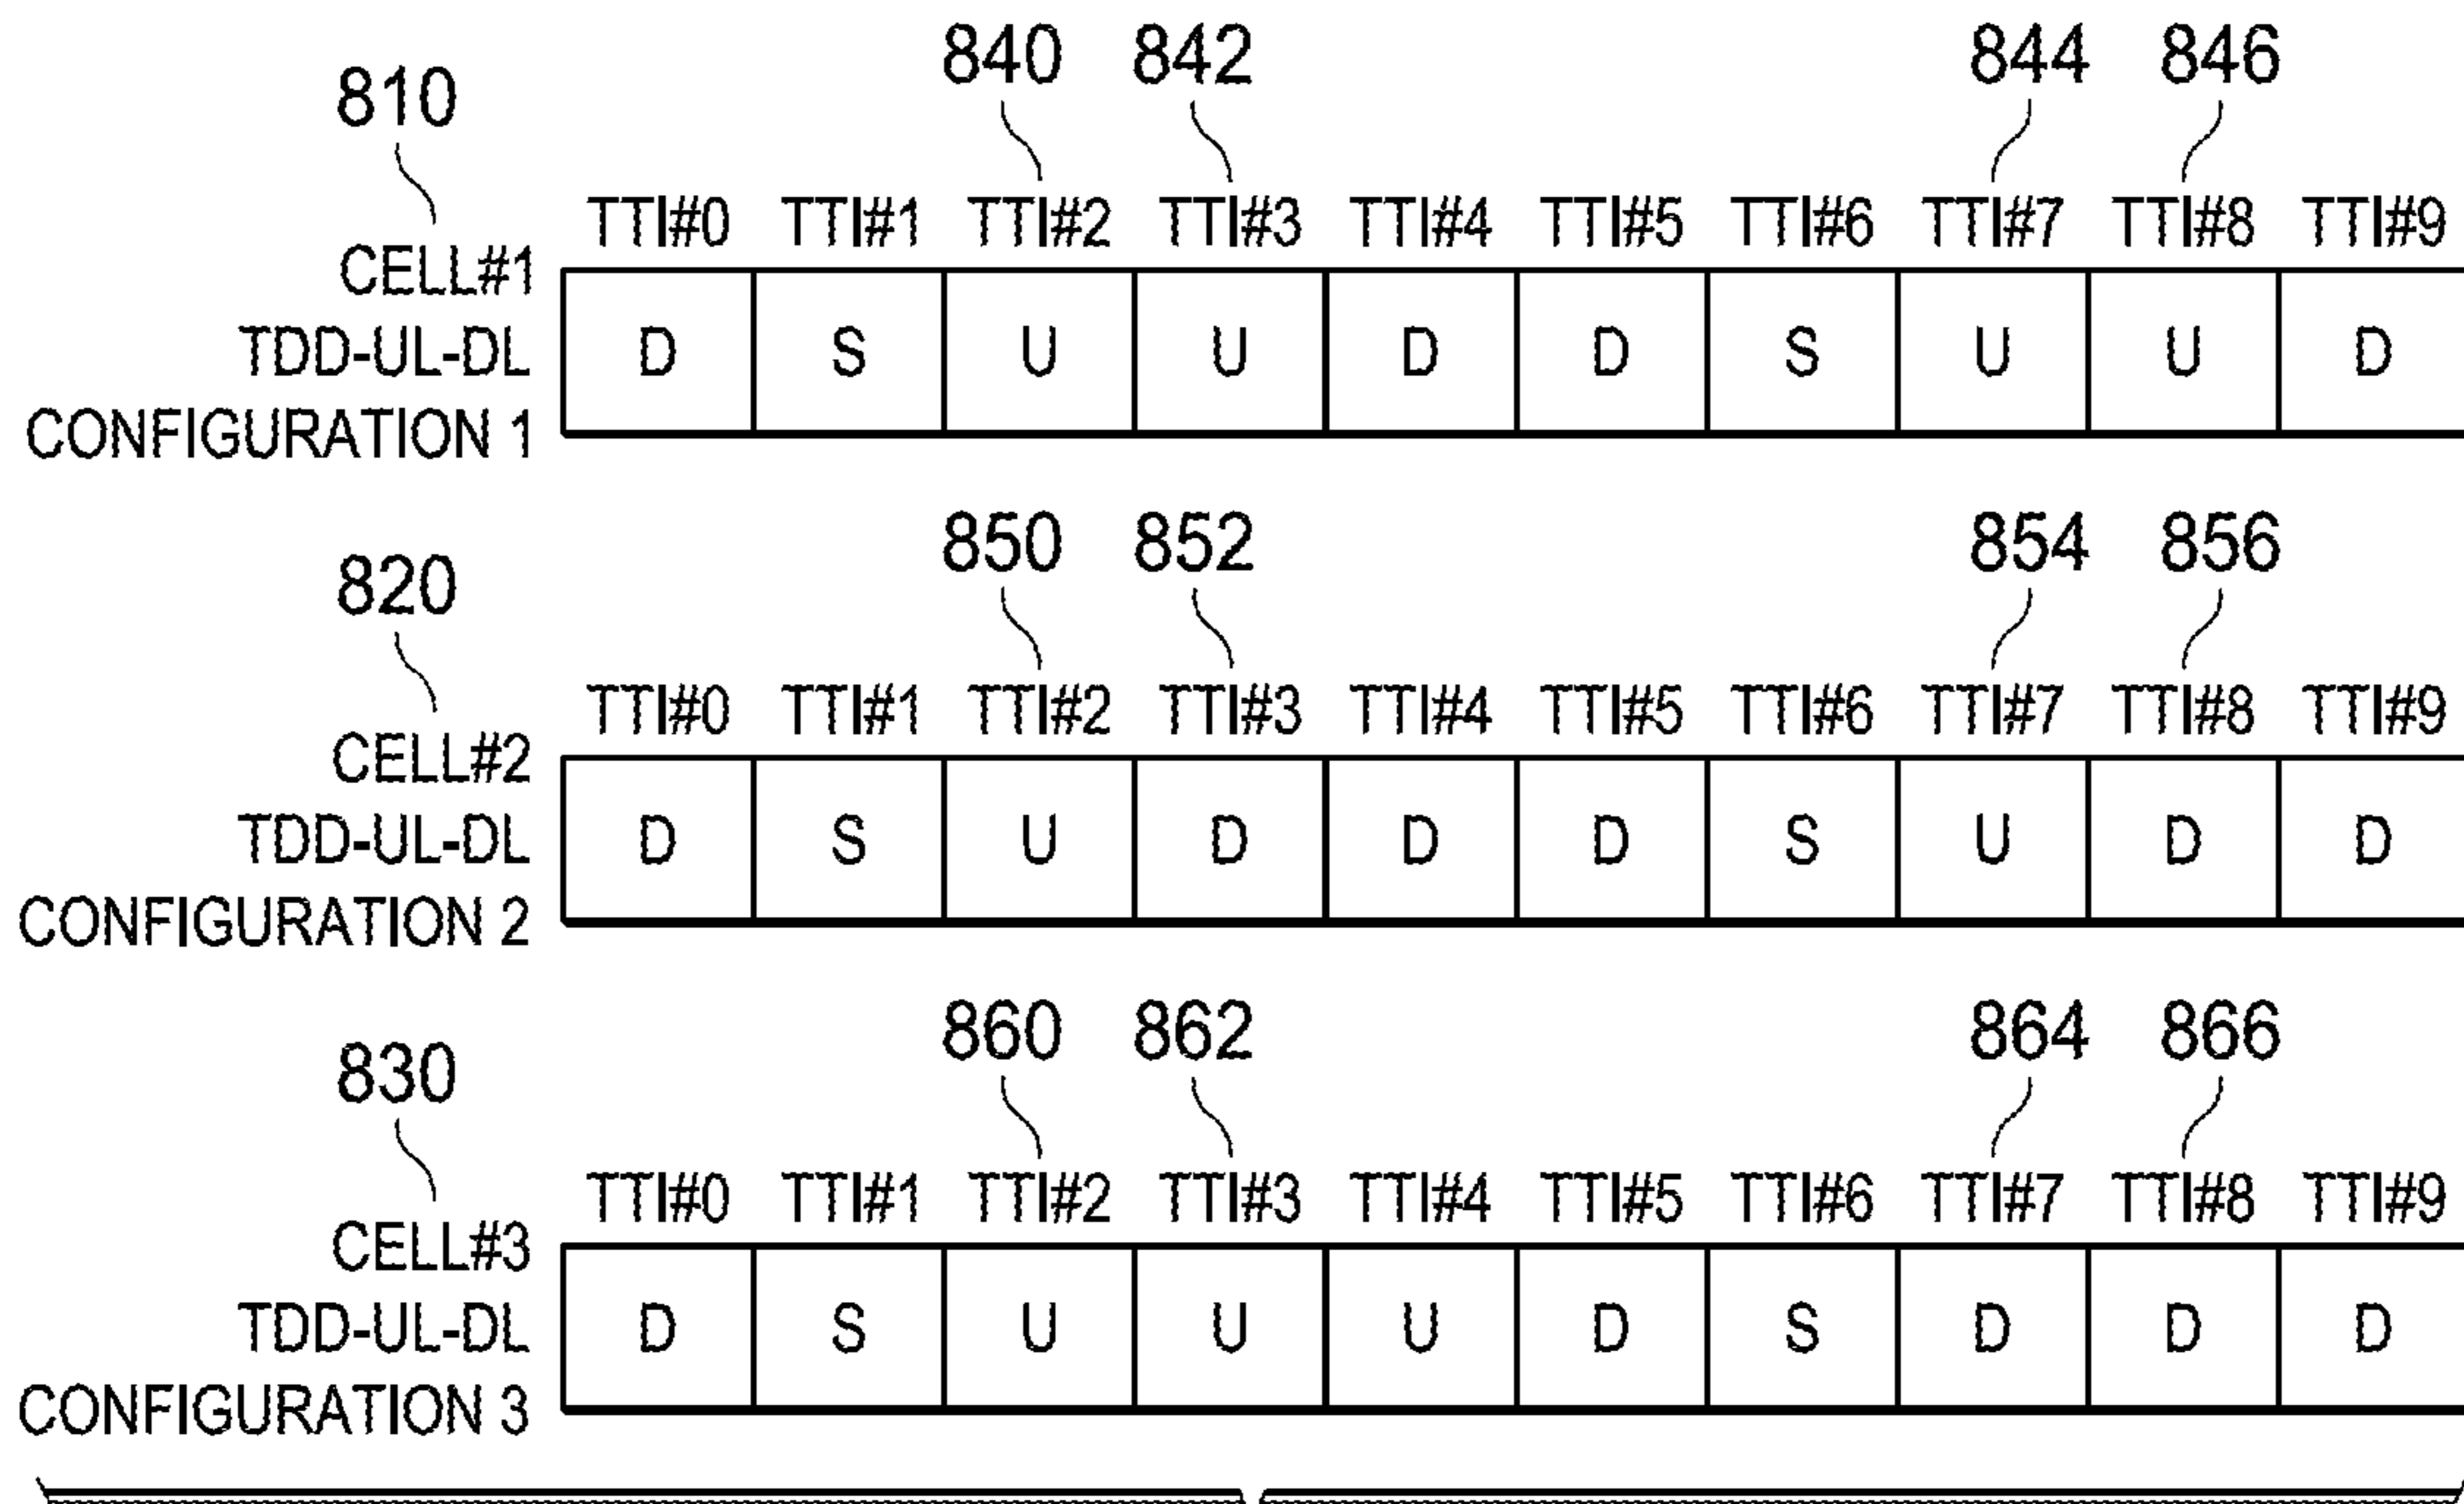 840 842 844 846
810
TTI#0 TTI#1 TTI#2 TTI#3 TTI#4 TTI#5 TTI#6 TTI#7 TTI#8 TTI#9
CELL#1
TDD-UL-DL
CONFIGURATION 1
D S U U D D S U U D
850 852 854 856
820
TTI#0 TTI#1 TTI#2 TTI#3 TTI#4 TTI#5 TTI#6 TTI#7 TTI#8 TTI#9
CELL#2
TDD-UL-DL
CONFIGURATION 2
D S U D D D S U D D
860 862 864 866
830
TTI#0 TTI#1 TTI#2 TTI#3 TTI#4 TTI#5 TTI#6 TTI#7 TTI#8 TTI#9
CELL#3
TDD-UL-DL
CONFIGURATION 3
D S U U U D S D D D